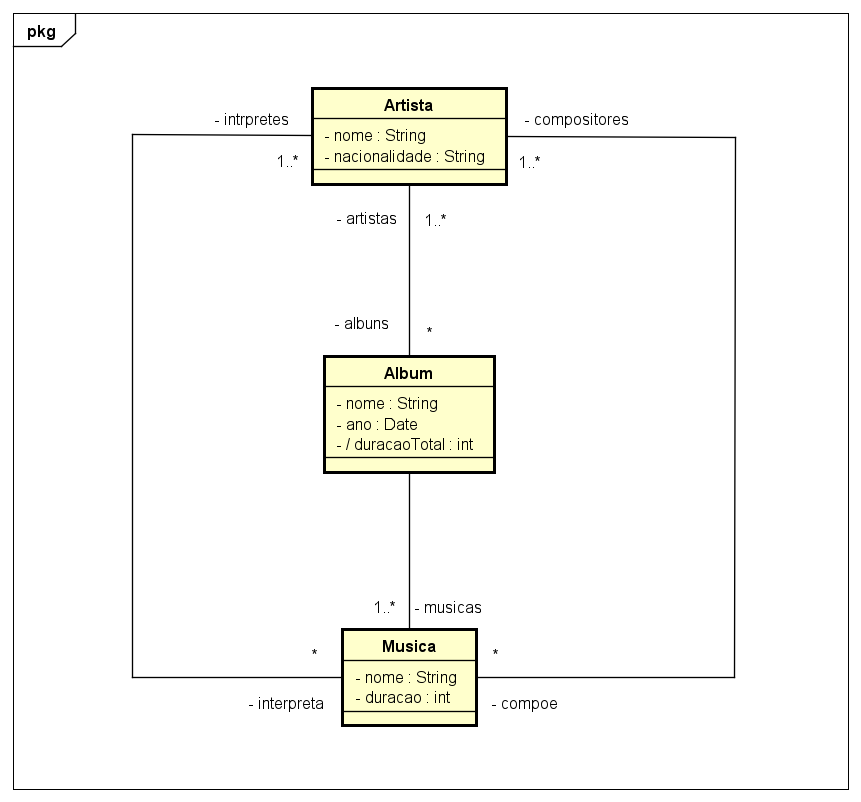 pkg
Artista
- intrpretes
- compositores
- nome : String
- nacionalidade : String
1..*
1..*
- artistas
1..*
- albuns
*
Album
- nome : String
- ano : Date
- / duracaoTotal : int
1..*
- musicas
Musica
*
*
- nome : String
- duracao : int
- interpreta
- compoe